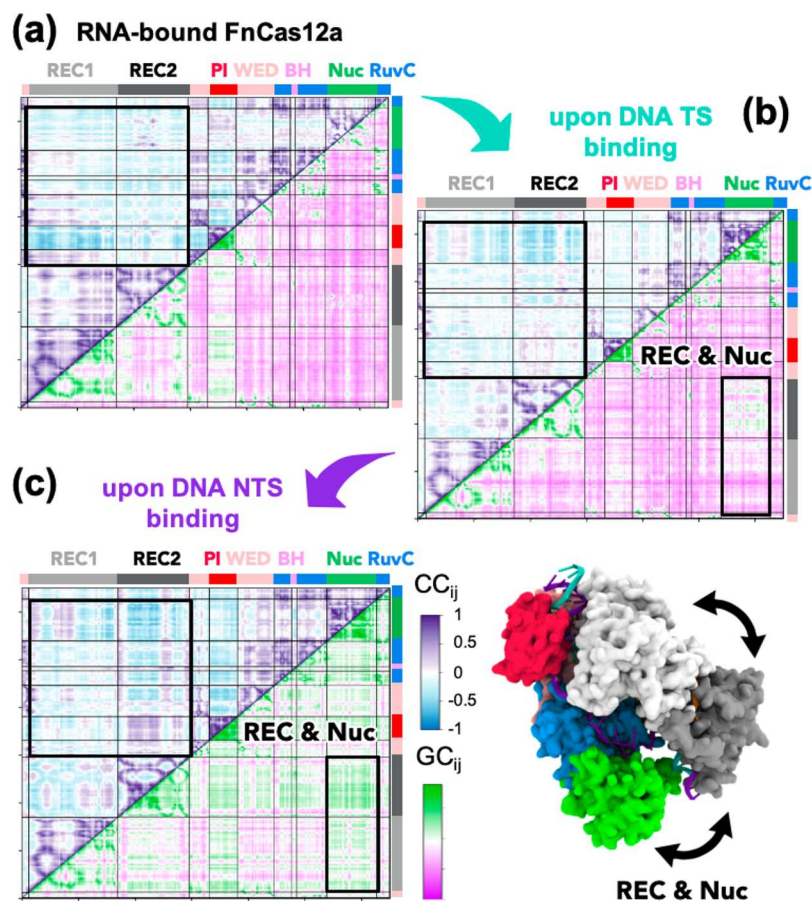 (a) RNA-bound FnCas12a
REC1 REC2 PI WED BH Nuc RuvC
upon DNA TS
binding
(b)
REC1 REC2 PI WED BH Nuc RuvC
REC & Nuc
(c)
upon DNA NTS
binding
REC1 REC2 PI WED BH Nuc RuvC
REC & Nuc
CCij
1
0.5
0
-0.5
-1
GCij
REC & Nuc